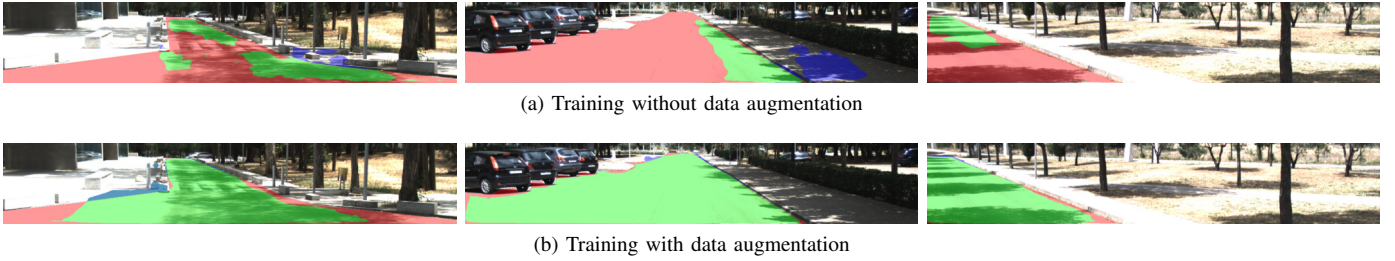 (a) Training without data augmentation
(b) Training with data augmentation